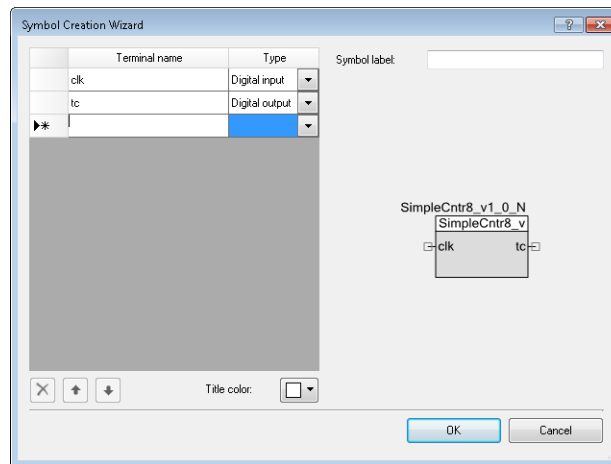 Symbol Creation Wizard
Terminal name Type
clk Digital input
tc Digital output
Symbol label:
SimpleCntr8_v1_0_N
SimpleCntr8_v
clk tc
Title color:
OK Cancel